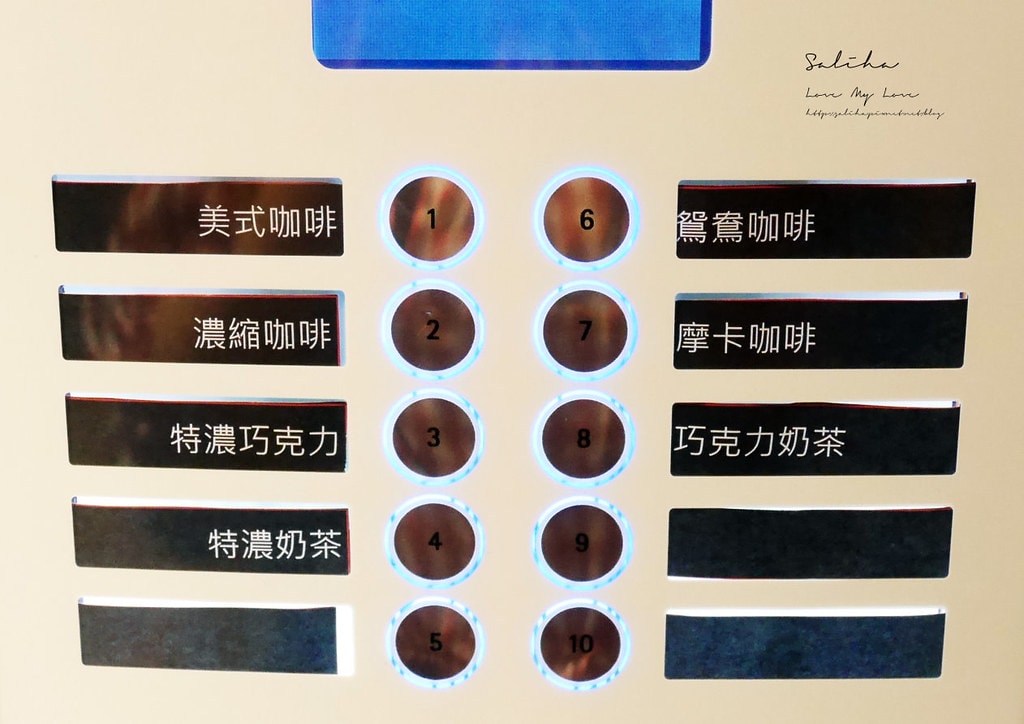 Saliha
Love My Love
美式咖啡 1 6 鴛鴦咖啡
濃縮咖啡 2 7 摩卡咖啡
特濃巧克力 3 8 巧克力奶茶
特濃奶茶 4 9
5 10